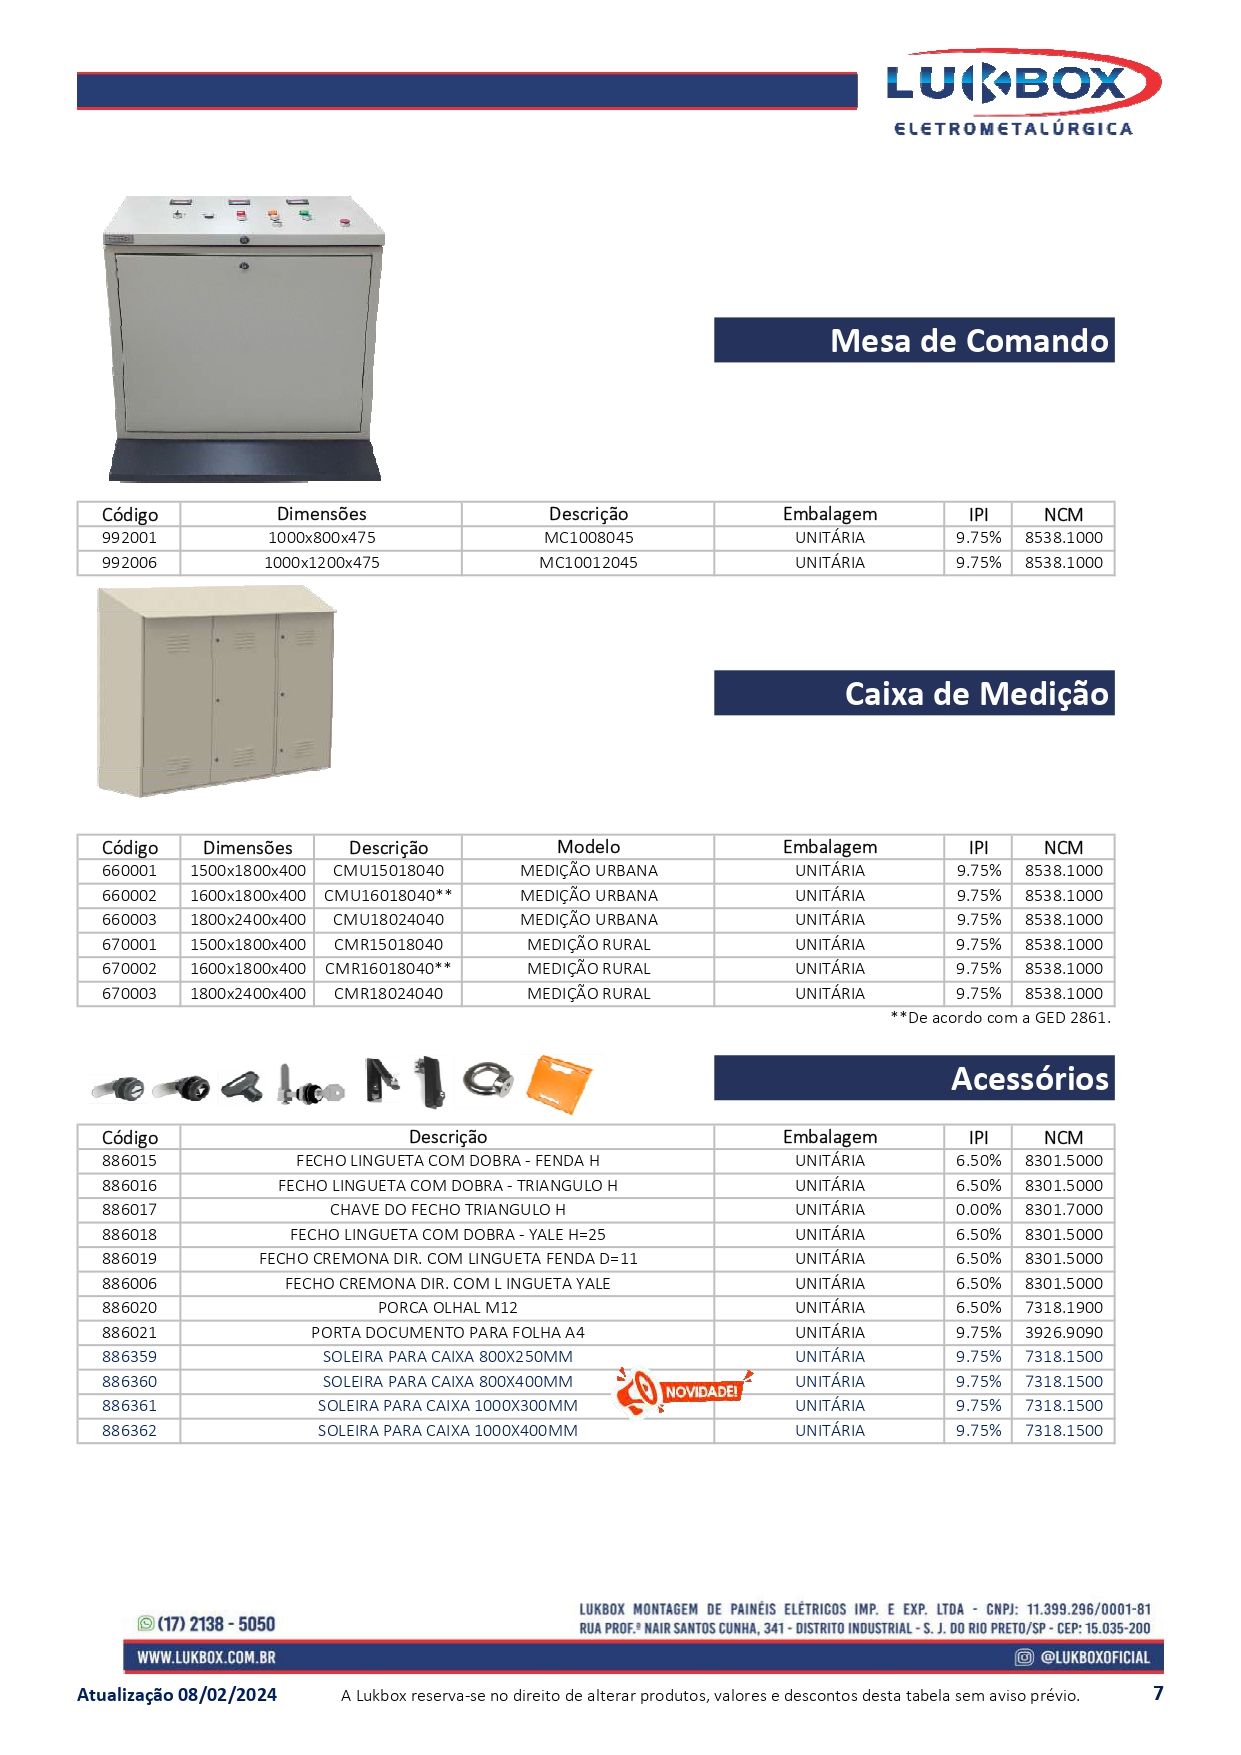 LUKBOX
ELETROMETALÚRGICA
Mesa de Comando
Código Dimensões Descrição Embalagem IPI NCM
992001 1000x800x475 MC1008045 UNITÁRIA 9.75% 8538.1000
992006 1000x1200x475 MC10012045 UNITÁRIA 9.75% 8538.1000
Caixa de Medição
Código Dimensões Descrição Modelo Embalagem IPI NCM
660001 1500x1800x400 CMU15018040 MEDIÇÃO URBANA UNITÁRIA 9.75% 8538.1000
660002 1600x1800x400 CMU16018040** MEDIÇÃO URBANA UNITÁRIA 9.75% 8538.1000
660003 1800x2400x400 CMU18024040 MEDIÇÃO URBANA UNITÁRIA 9.75% 8538.1000
670001 1500x1800x400 CMR15018040 MEDIÇÃO RURAL UNITÁRIA 9.75% 8538.1000
670002 1600x1800x400 CMR16018040** MEDIÇÃO RURAL UNITÁRIA 9.75% 8538.1000
670003 1800x2400x400 CMR18024040 MEDIÇÃO RURAL UNITÁRIA 9.75% 8538.1000
**De acordo com a GED 2861.
Acessórios
Código Descrição Embalagem IPI NCM
886015 FECHO LINGUETA COM DOBRA - FENDA H UNITÁRIA 6.50% 8301.5000
886016 FECHO LINGUETA COM DOBRA - TRIANGULO H UNITÁRIA 6.50% 8301.5000
886017 CHAVE DO FECHO TRIANGULO H UNITÁRIA 0.00% 8301.7000
886018 FECHO LINGUETA COM DOBRA - YALE H=25 UNITÁRIA 6.50% 8301.5000
886019 FECHO CREMONA DIR. COM LINGUETA FENDA D=11 UNITÁRIA 6.50% 8301.5000
886006 FECHO CREMONA DIR. COM L INGUETA YALE UNITÁRIA 6.50% 8301.5000
886020 PORCA OLHAL M12 UNITÁRIA 6.50% 7318.1900
886021 PORTA DOCUMENTO PARA FOLHA A4 UNITÁRIA 9.75% 3926.9090
886359 SOLEIRA PARA CAIXA 800X250MM UNITÁRIA 9.75% 7318.1500
886360 SOLEIRA PARA CAIXA 800X400MM UNITÁRIA 9.75% 7318.1500
NOVIDADE!
886361 SOLEIRA PARA CAIXA 1000X300MM UNITÁRIA 9.75% 7318.1500
886362 SOLEIRA PARA CAIXA 1000X400MM UNITÁRIA 9.75% 7318.1500
(17) 2138 - 5050
LUKBOX MONTAGEM DE PAINÉIS ELÉTRICOS IMP. E EXP. LTDA - CNPJ: 11.399.296/0001-81
RUA PROF.ª NAIR SANTOS CUNHA, 341 - DISTRITO INDUSTRIAL - S. J. DO RIO PRETO/SP - CEP: 15.035-200
WWW.LUKBOX.COM.BR @LUKBOXOFICIAL
Atualização 08/02/2024 A Lukbox reserva-se no direito de alterar produtos, valores e descontos desta tabela sem aviso prévio. 7